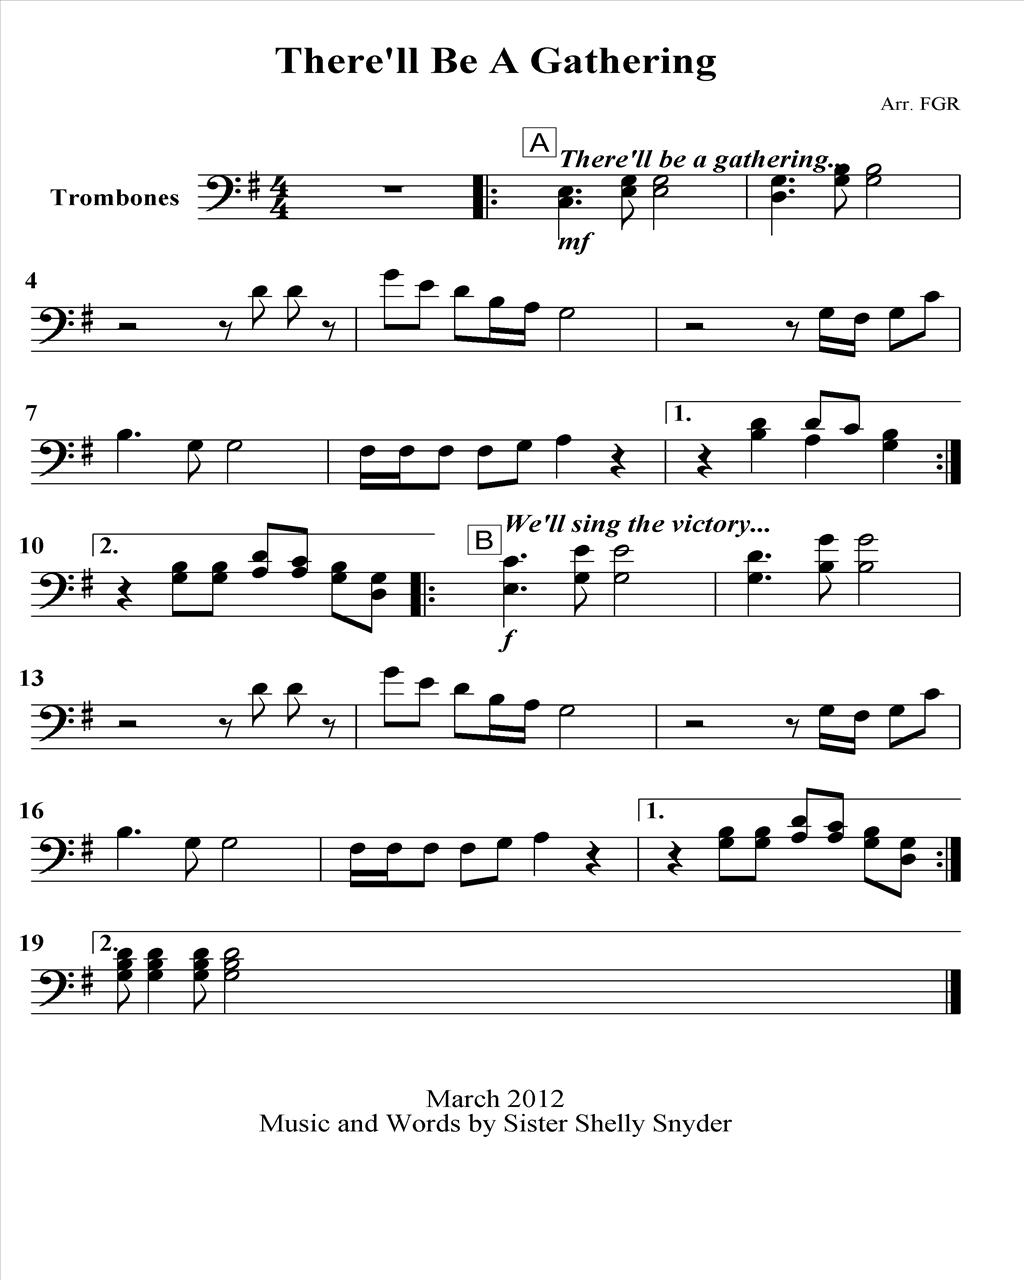 There'll Be A Gathering
Arr. FGR
A
There'll be a gathering...
Trombones
4
4
mf
4
7
1.
10
2.
B
We'll sing the victory...
f
13
16
1.
19
2.
March 2012
Music and Words by Sister Shelly Snyder